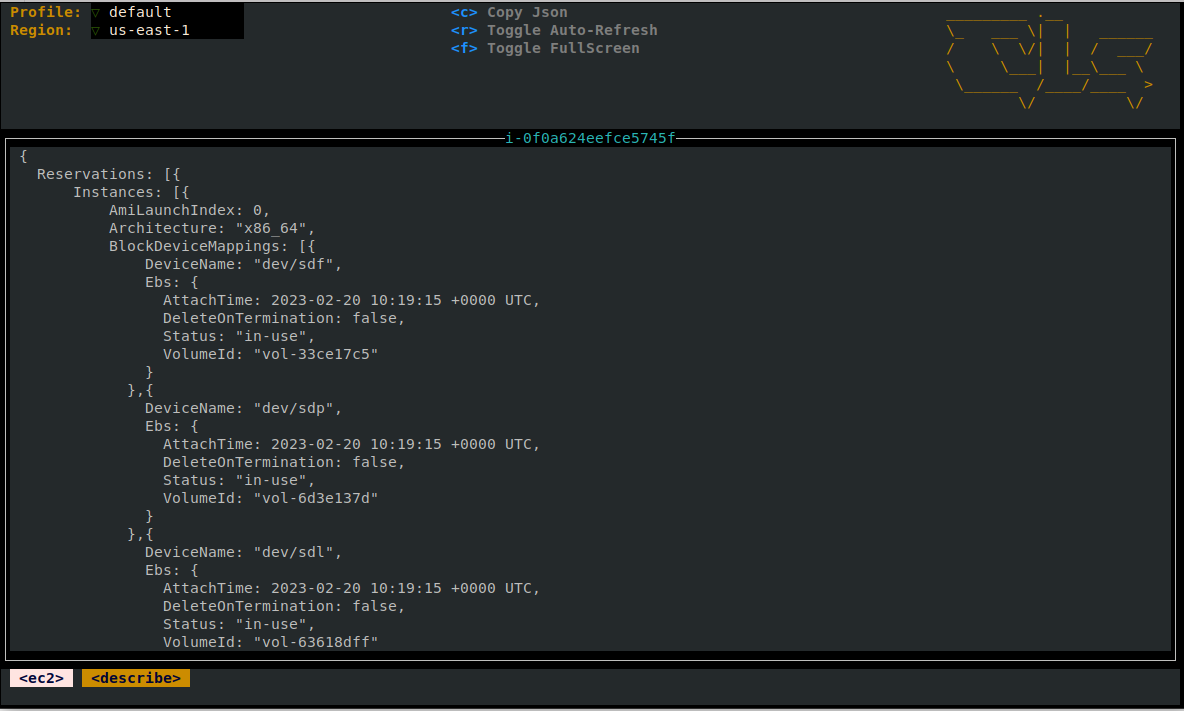 Profile: ▽ default
Region: ▽ us-east-1
<c> Copy Json
<r> Toggle Auto-Refresh
<f> Toggle FullScreen
i-0f0a624eefce5745f
{
Reservations: [{
Instances: [{
AmiLaunchIndex: 0,
Architecture: "x86_64",
BlockDeviceMappings: [{
DeviceName: "dev/sdf",
Ebs: {
AttachTime: 2023-02-20 10:19:15 +0000 UTC,
DeleteOnTermination: false,
Status: "in-use",
VolumeId: "vol-33ce17c5"
}
},{
DeviceName: "dev/sdp",
Ebs: {
AttachTime: 2023-02-20 10:19:15 +0000 UTC,
DeleteOnTermination: false,
Status: "in-use",
VolumeId: "vol-6d3e137d"
}
},{
DeviceName: "dev/sdl",
Ebs: {
AttachTime: 2023-02-20 10:19:15 +0000 UTC,
DeleteOnTermination: false,
Status: "in-use",
VolumeId: "vol-63618dff"
<ec2> <describe>